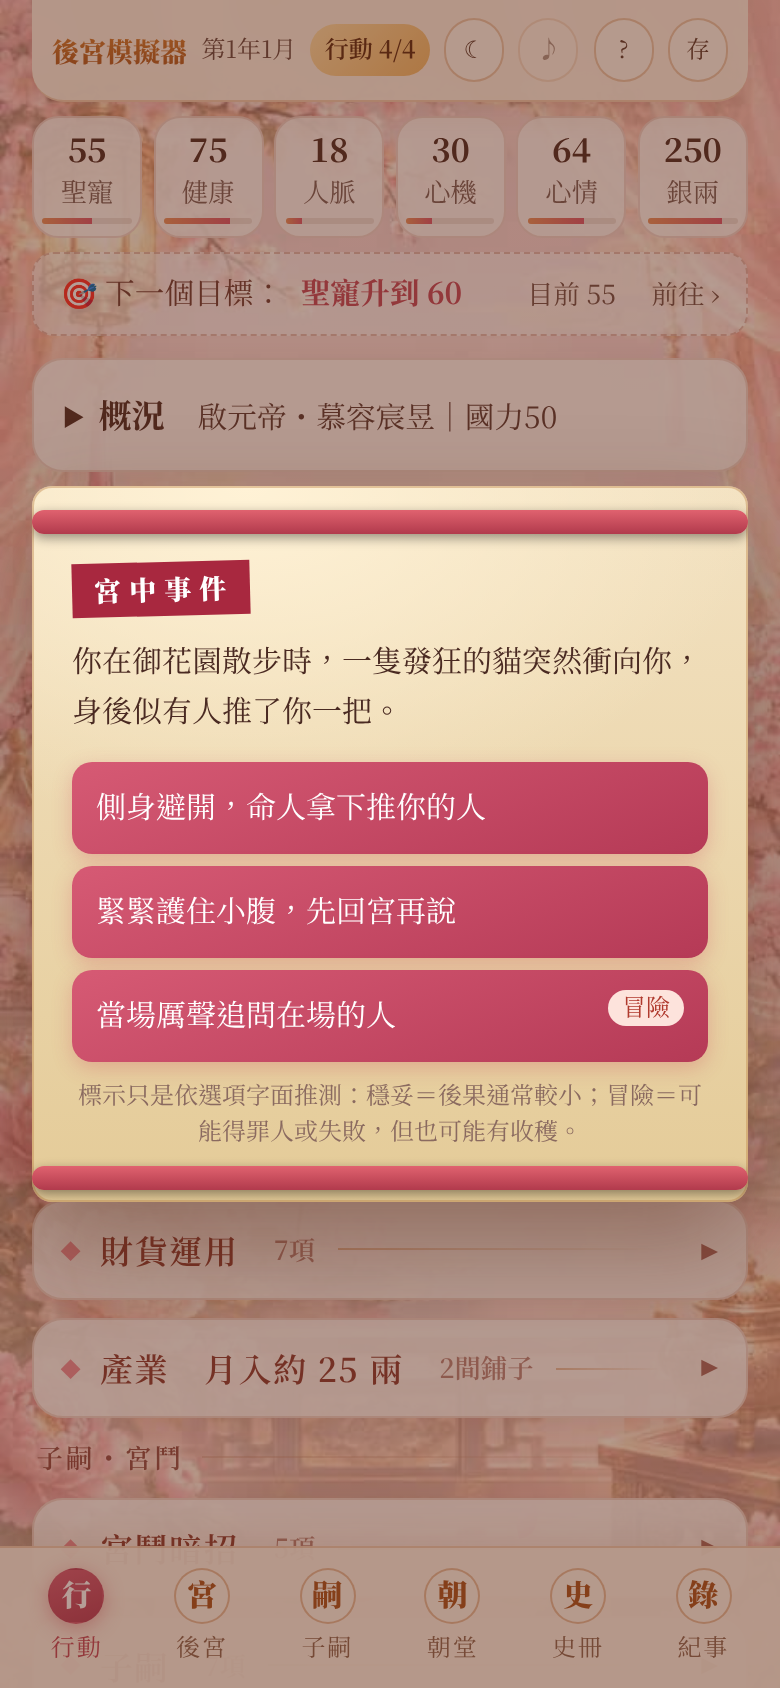 後宮模擬器 第1年1月 行動 4/4 ☾ ♪ ? 存
55 75 18 30 64 250
聖寵 健康 人脈 心機 心情 銀兩
🎯 下一個目標： 聖寵升到 60 目前 55 前往 ›
▶ 概況 啟元帝・慕容宸昱｜國力50
宮中事件
你在御花園散步時，一隻發狂的貓突然衝向你，
身後似有人推了你一把。
側身避開，命人拿下推你的人
緊緊護住小腹，先回宮再說
當場厲聲追問在場的人 冒險
標示只是依選項字面推測：穩妥＝後果通常較小；冒險＝可
能得罪人或失敗，但也可能有收穫。
◆ 財貨運用 7項 ▶
◆ 產業 月入約 25 兩 2間鋪子 ▶
子嗣・宮鬥
◆ 宮鬥暗招 5項
行 宮 嗣 朝 史 錄
行動 後宮 子嗣 朝堂 史冊 紀事